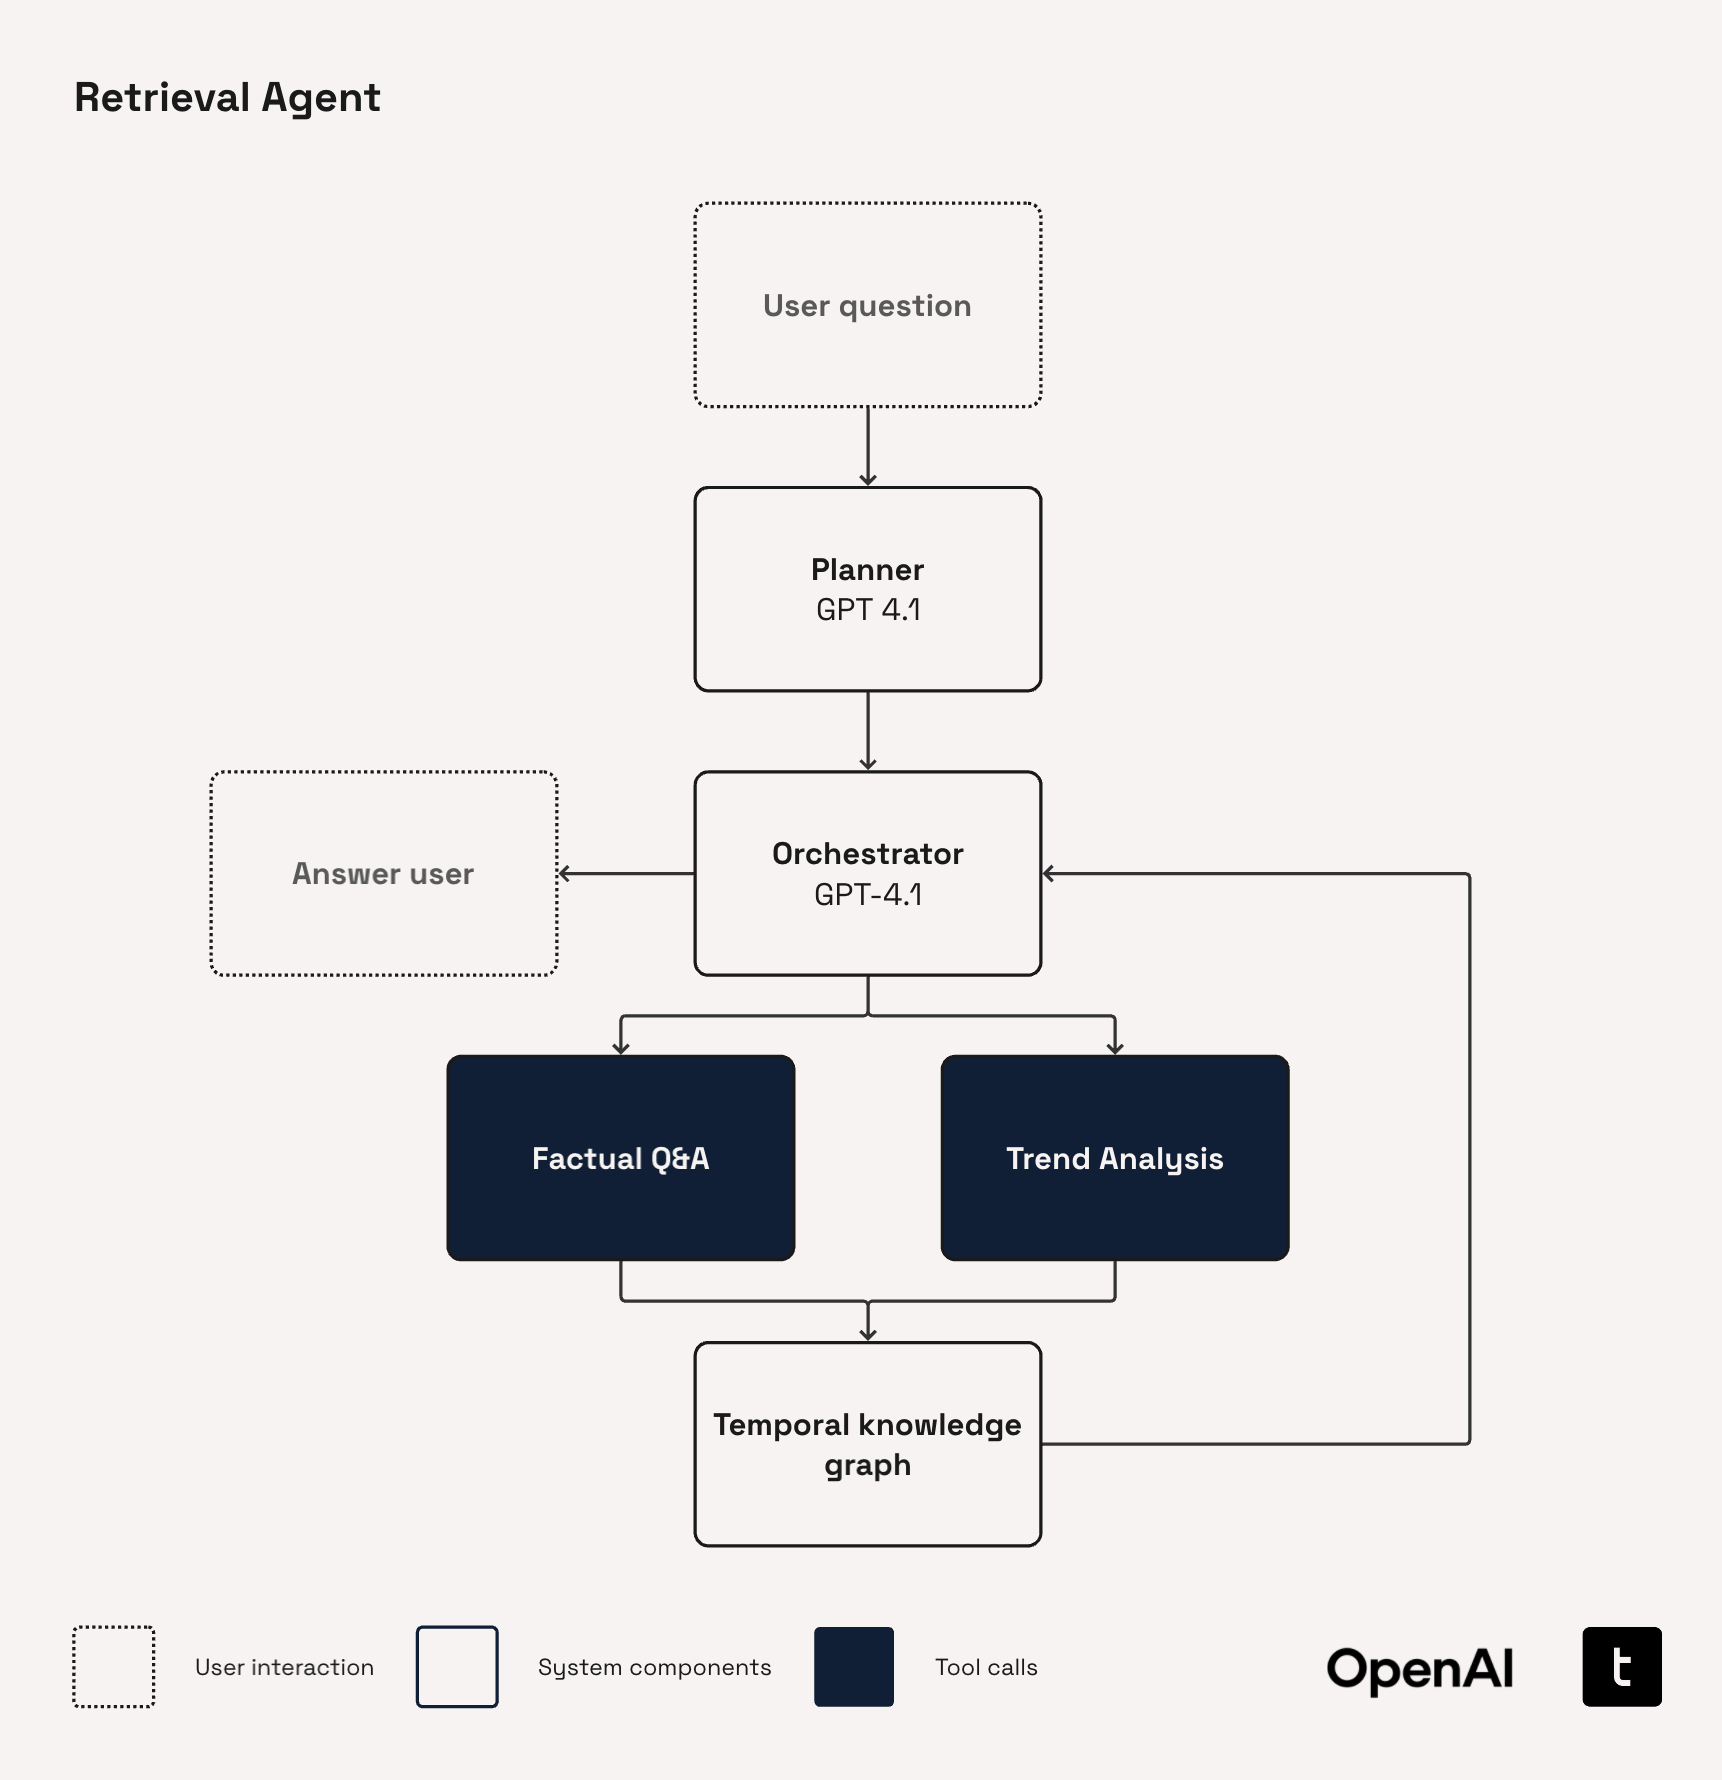 Retrieval Agent
User question
Planner
GPT 4.1
Answer user
Orchestrator
GPT-4.1
Factual Q&A
Trend Analysis
Temporal knowledge
graph
User interaction
System components
Tool calls
OpenAI
t